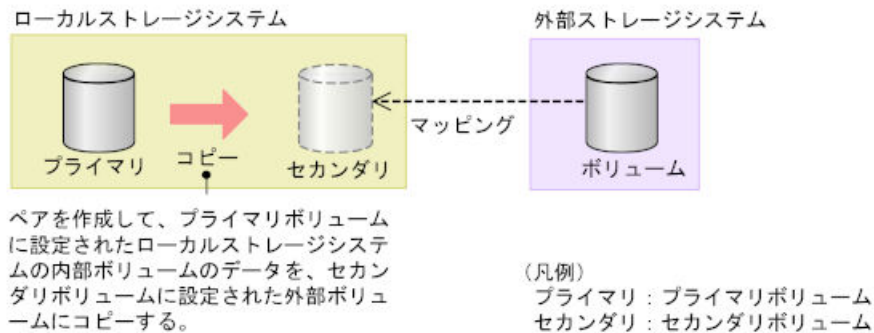 ローカルストレージシステム
外部ストレージシステム
プライマリ
コピー
セカンダリ
マッピング
ボリューム
ペアを作成して、プライマリボリューム
に設定されたローカルストレージシステ
ムの内部ボリュームのデータを、セカン
ダリボリュームに設定された外部ボリュ
ームにコピーする。
（凡例）
プライマリ：プライマリボリューム
セカンダリ：セカンダリボリューム